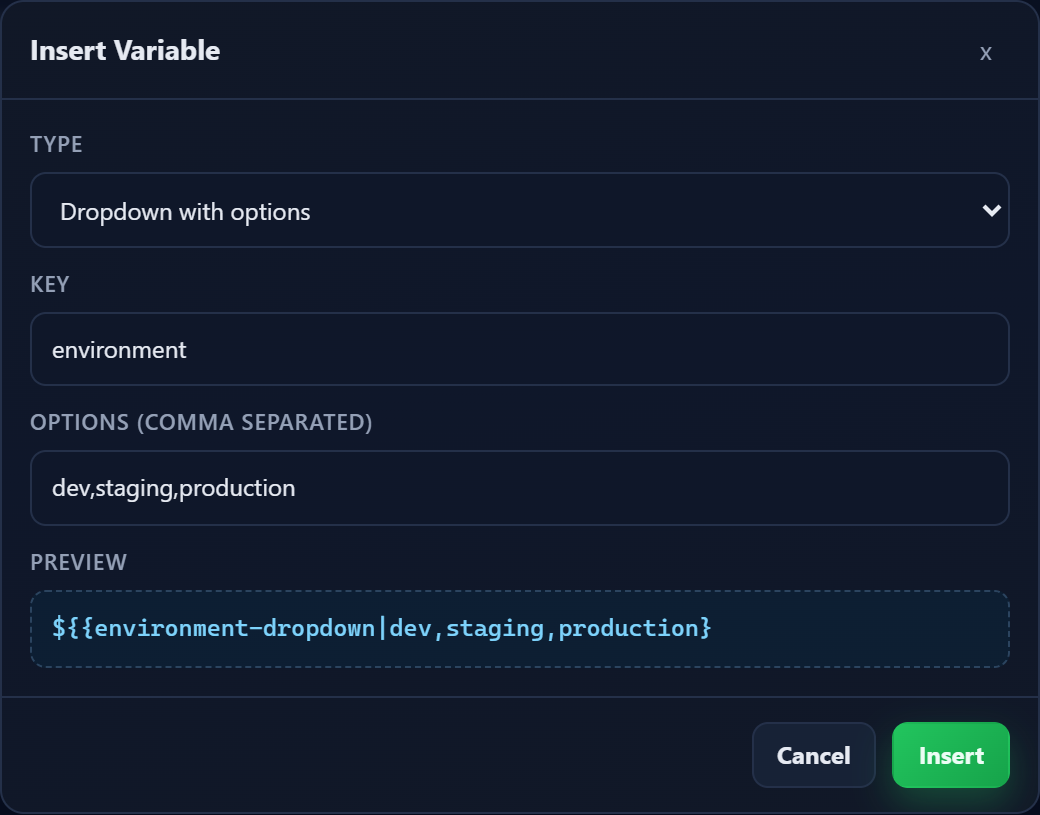 Insert Variable
x
TYPE
Dropdown with options
KEY
environment
OPTIONS (COMMA SEPARATED)
dev,staging,production
PREVIEW
${{environment-dropdown|dev,staging,production}
Cancel
Insert